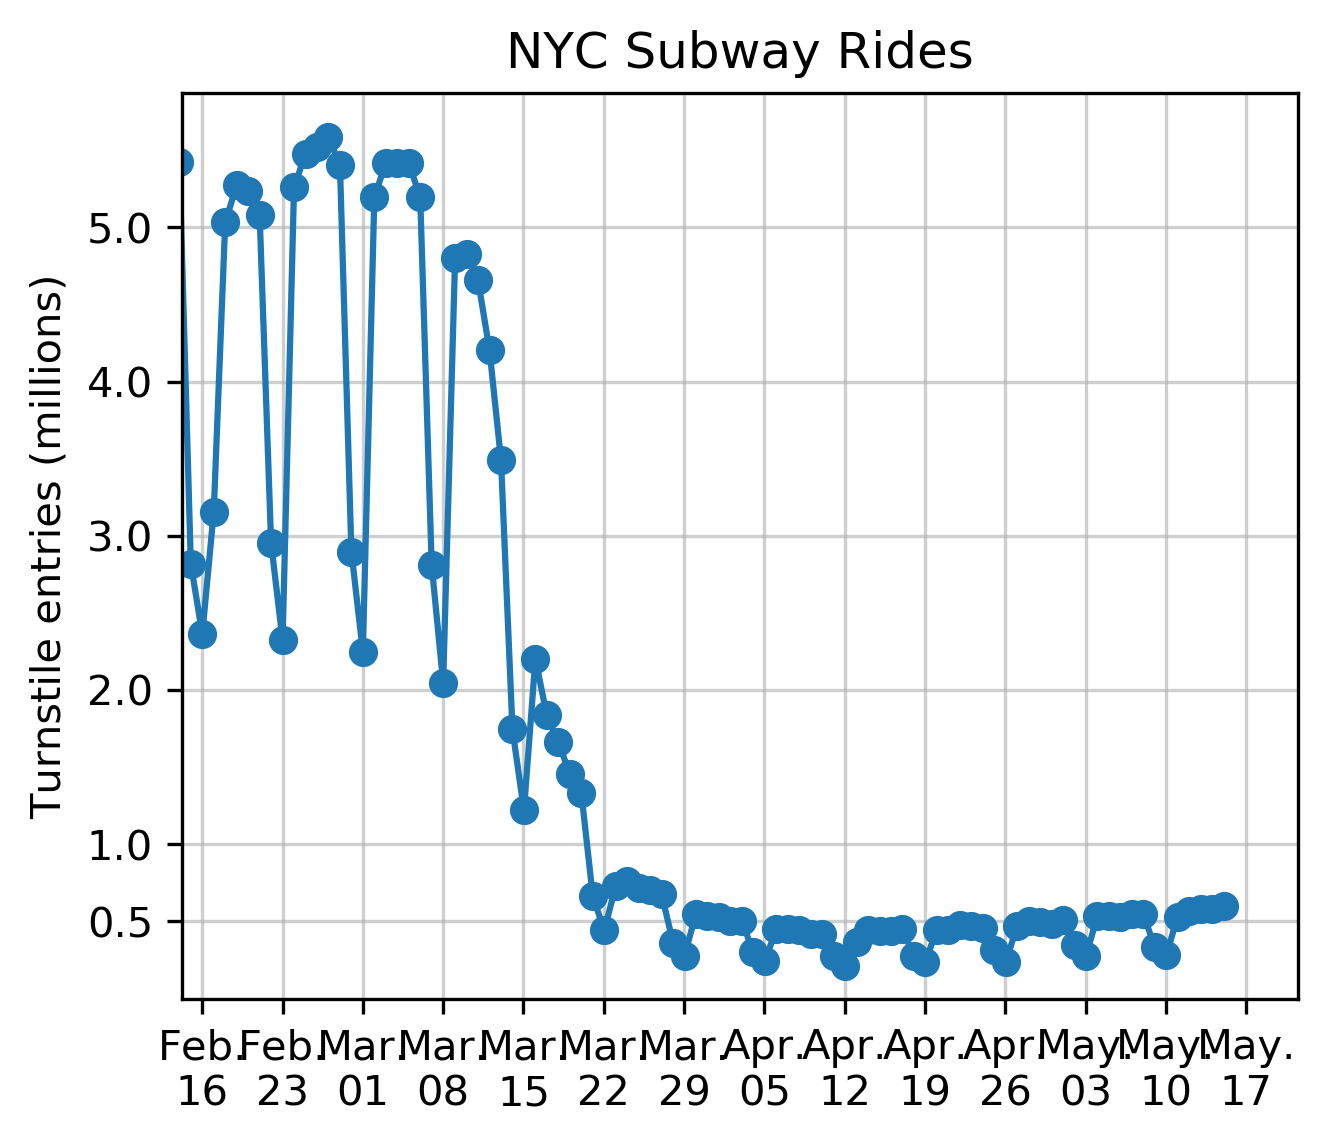 NYC Subway Rides
Turnstile entries (millions)
5.0
4.0
3.0
2.0
1.0
0.5
Feb. Feb. Mar. Mar. Mar. Mar. Mar. Apr. Apr. Apr. Apr. May. May. May.
16 23 01 08 15 22 29 05 12 19 26 03 10 17